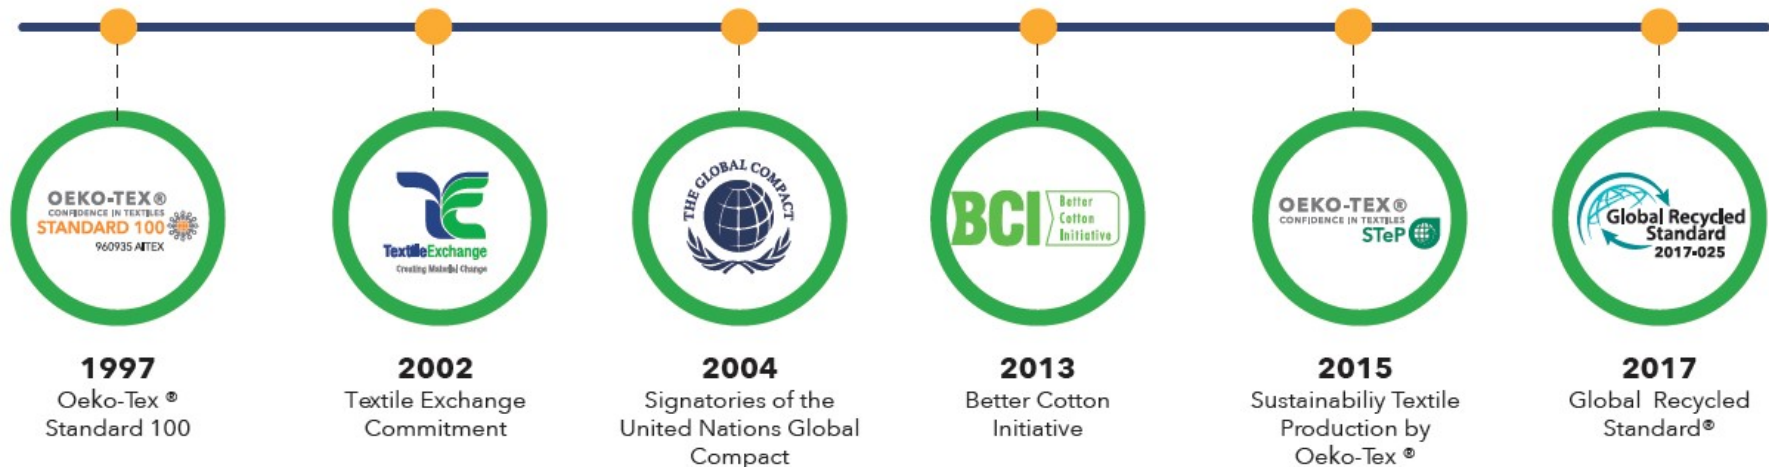 OEKO-TEX®
CONFIDENCE IN TEXTILES
STANDARD 100
960935 AITEX
TextileExchange
Creating Material Change
THE GLOBAL COMPACT
BCI
Better
Cotton
Initiative
OEKO-TEX®
CONFIDENCE IN TEXTILES
STeP
Global Recycled
Standard
2017-025
1997
Oeko-Tex ®
Standard 100
2002
Textile Exchange
Commitment
2004
Signatories of the
United Nations Global
Compact
2013
Better Cotton
Initiative
2015
Sustainabiliy Textile
Production by
Oeko-Tex ®
2017
Global Recycled
Standard®